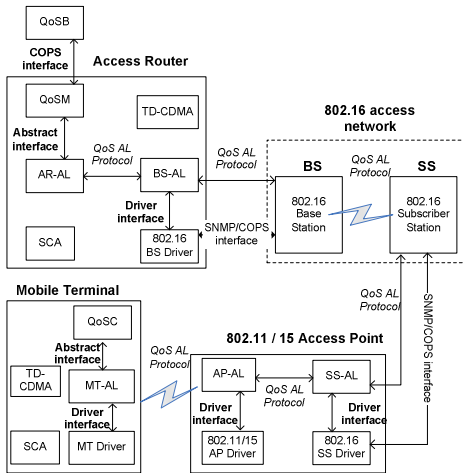 QoSB
COPS
interface
Access Router
QoSM
TD-CDMA
Abstract
interface
QoS AL
Protocol
AR-AL
BS-AL
Driver
interface
SCA
802.16
BS Driver
QoS AL
Protocol
SNMP/COPS
interface
802.16 access
network
BS
QoS AL
Protocol
SS
802.16
Base
Station
802.16
Subscriber
Station
QoS AL
Protocol
SNMP/COPS interface
Mobile Terminal
QoSC
Abstract
interface
TD-
CDMA
MT-AL
Driver
interface
SCA
MT Driver
QoS AL
Protocol
802.11 / 15 Access Point
AP-AL
QoS AL
Protocol
SS-AL
Driver
interface
Driver
interface
802.11/15
AP Driver
802.16
SS Driver